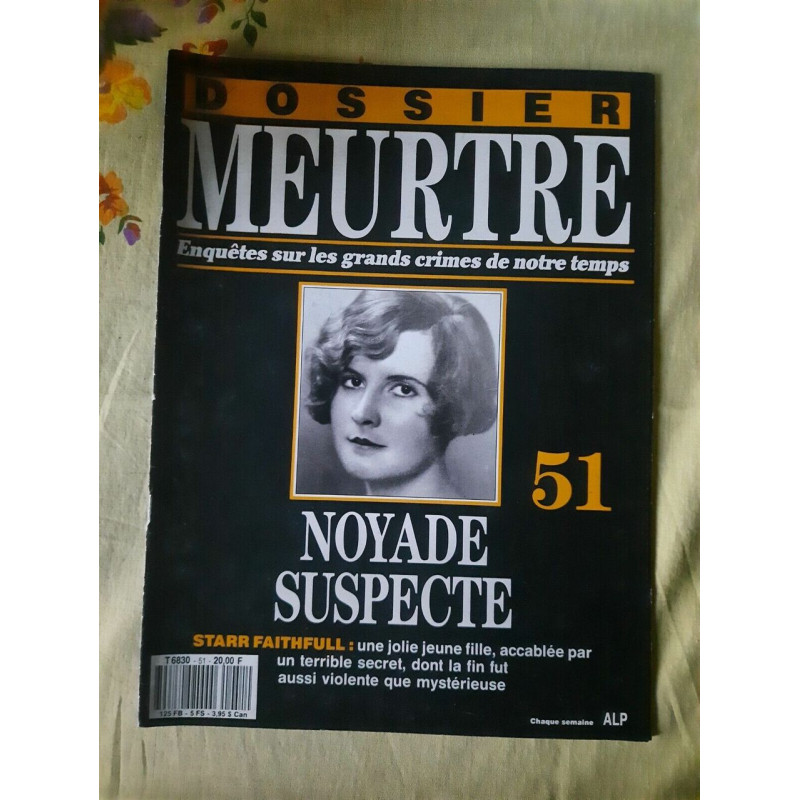 DOSSIER
MEURTRE
Enquêtes sur les grands crimes de notre temps
51
NOYADE
SUSPECTE
STARR FAITHFULL : une jolie jeune fille, accablée par
un terrible secret, dont la fin fut
aussi violente que mystérieuse
T 6830 - 51 - 20,00 F
125 FB - 5 FS - 3,95 $ Can
Chaque semaine ALP